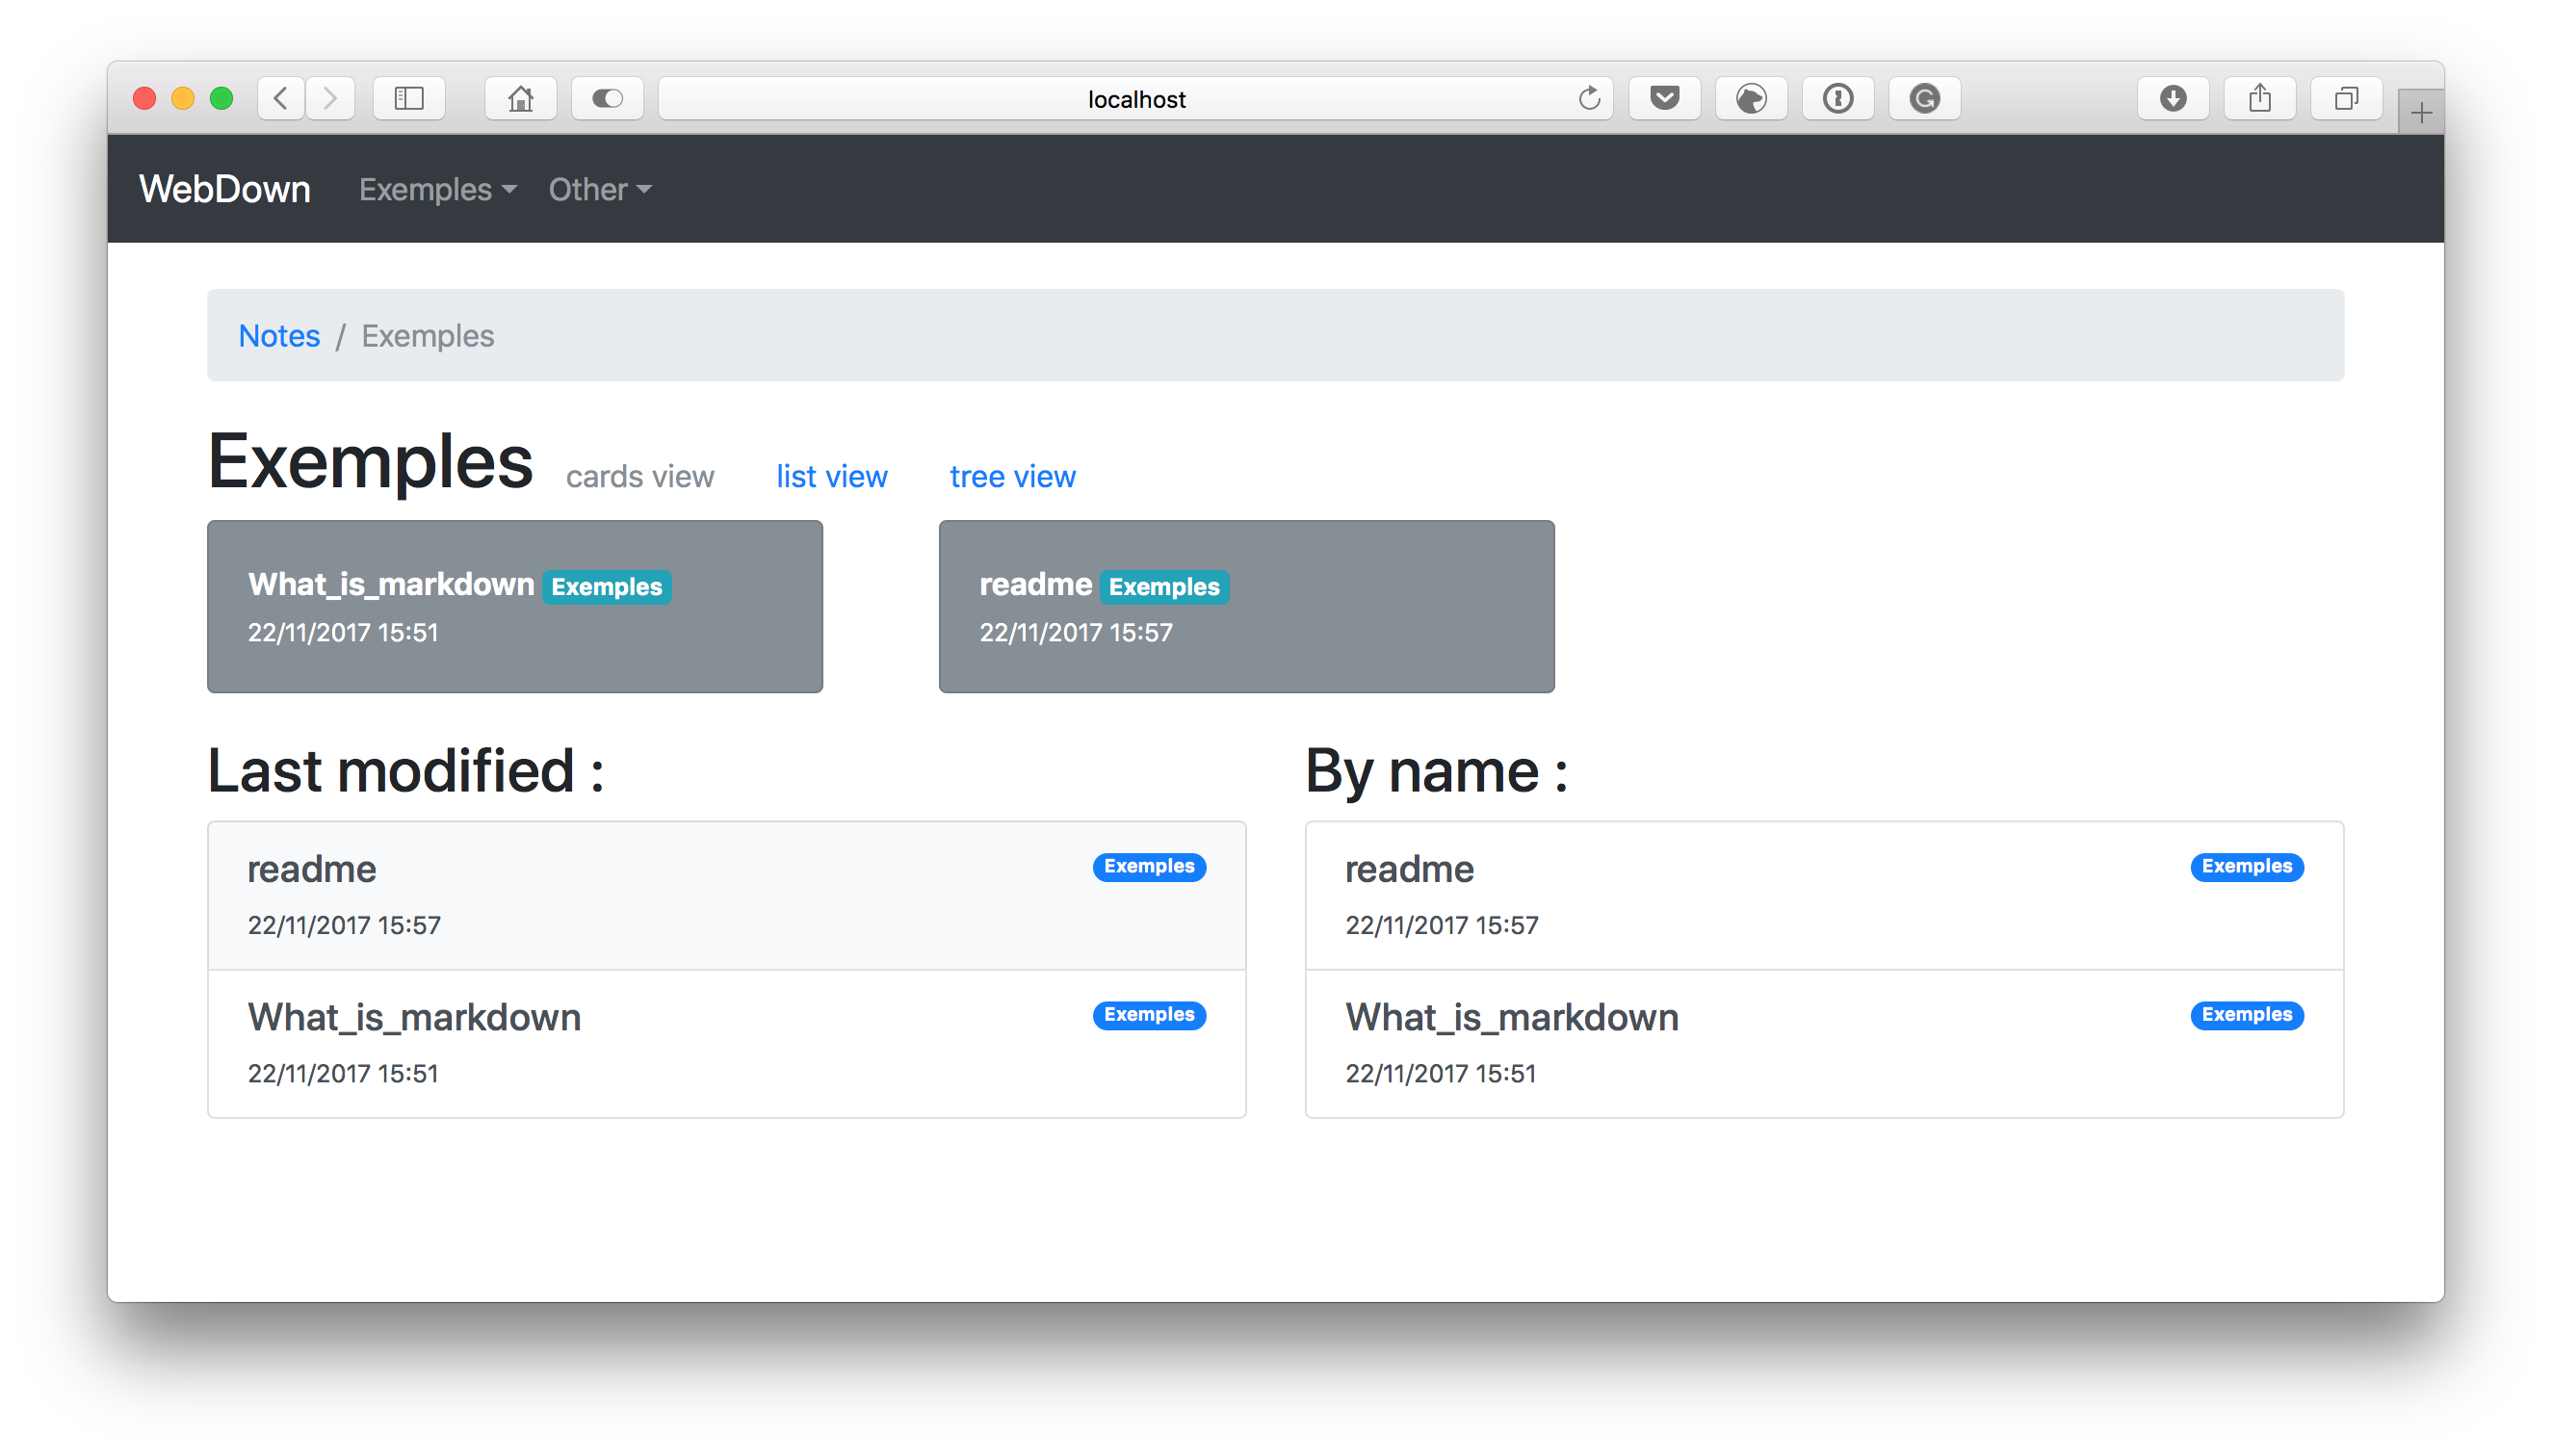 localhost
WebDown Exemples Other
Notes / Exemples
Exemples cards view list view tree view
What_is_markdown Exemples
22/11/2017 15:51
readme Exemples
22/11/2017 15:57
Last modified :
readme Exemples
22/11/2017 15:57
What_is_markdown Exemples
22/11/2017 15:51
By name :
readme Exemples
22/11/2017 15:57
What_is_markdown Exemples
22/11/2017 15:51